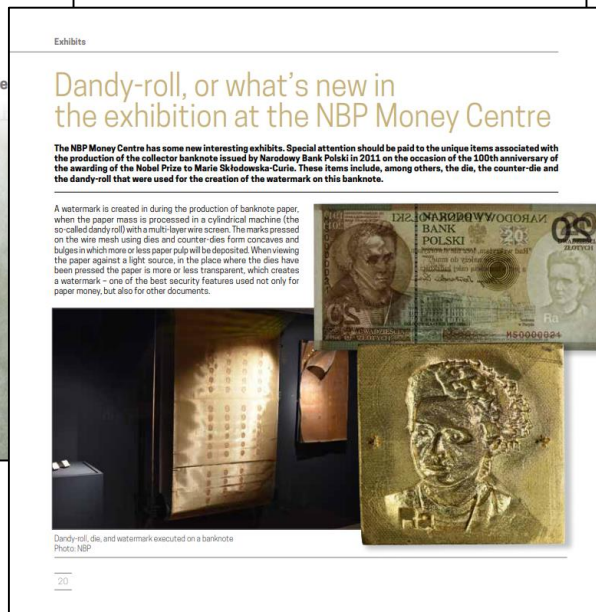 Exhibits
Dandy-roll, or what's new in
the exhibition at the NBP Money Centre
The NBP Money Centre has some new interesting exhibits. Special attention should be paid to the unique items associated with
the production of the collector banknote issued by Narodowy Bank Polski in 2011 on the occasion of the 100th anniversary of
the awarding of the Nobel Prize to Marie Skłodowska-Curie. These items include, among others, the die, the counter-die and
the dandy-roll that were used for the creation of the watermark on this banknote.
A watermark is created in during the production of banknote paper,
when the paper mass is processed in a cylindrical machine (the
so-called dandy roll) with a multi-layer wire screen. The marks pressed
on the wire mesh using dies and counter-dies form concaves and
bulges in which more or less paper pulp will be deposited. When viewing
the paper against a light source, in the place where the dies have
been pressed the paper is more or less transparent, which creates
a watermark – one of the best security features used not only for
paper money, but also for other documents.
NARODOWY
BANK
POLSKI
20
Ra
MS0000021
Dandy-roll, die, and watermark executed on a banknote
Photo: NBP
20